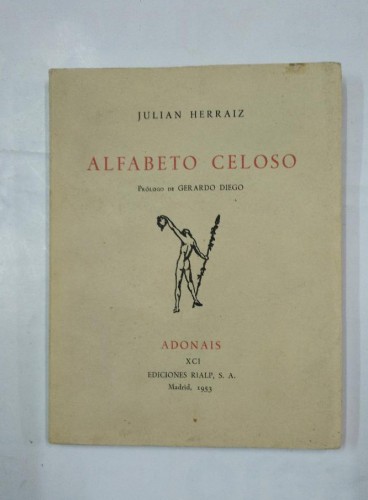 JULIAN HERRAIZ
ALFABETO CELOSO
PRÓLOGO DE GERARDO DIEGO
ADONAIS
XCI
EDICIONES RIALP, S. A.
Madrid, 1953